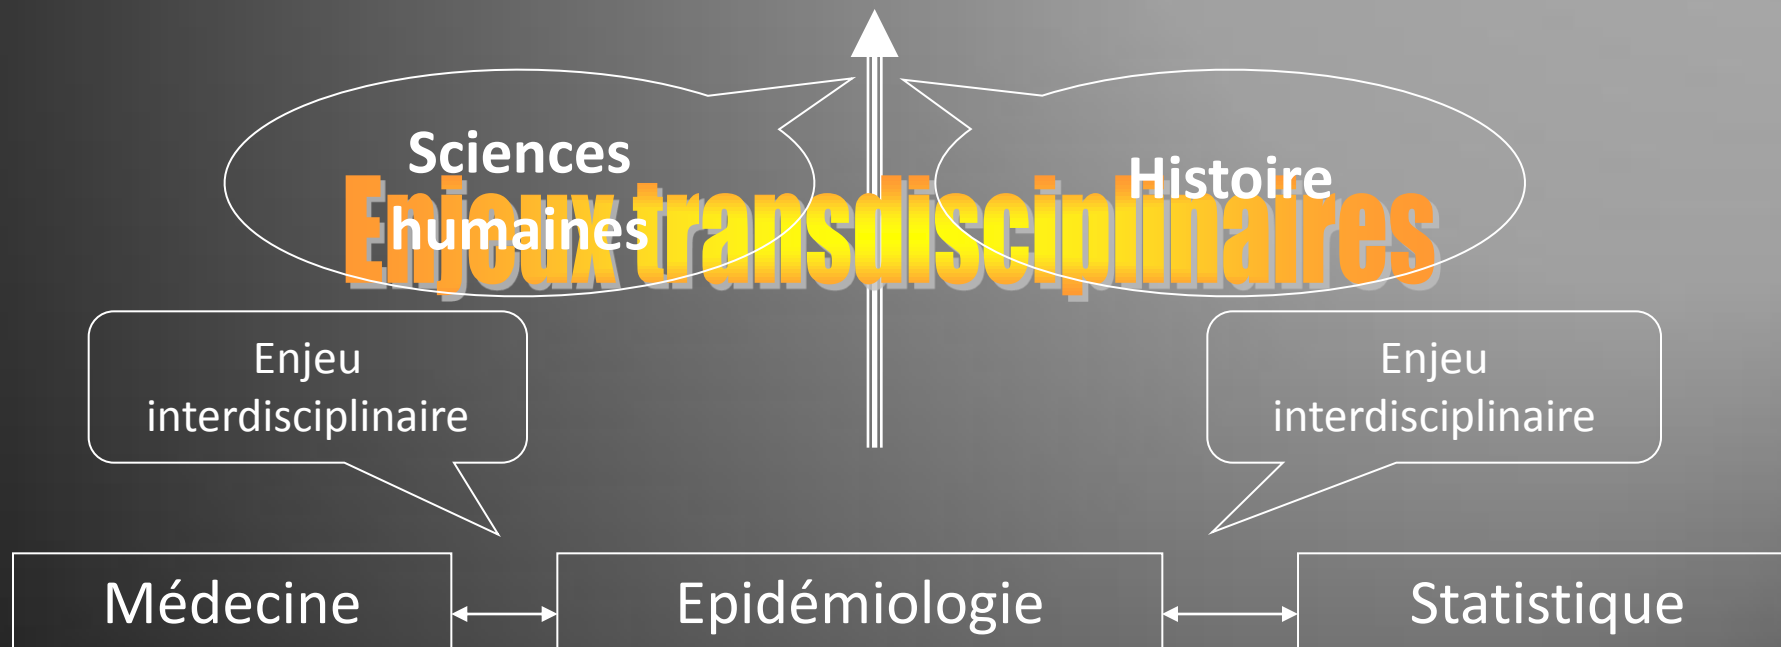 Sciences
humaines
Histoire
Enjeux transdisciplinaires
Enjeu
interdisciplinaire
Enjeu
interdisciplinaire
Médecine
Epidémiologie
Statistique